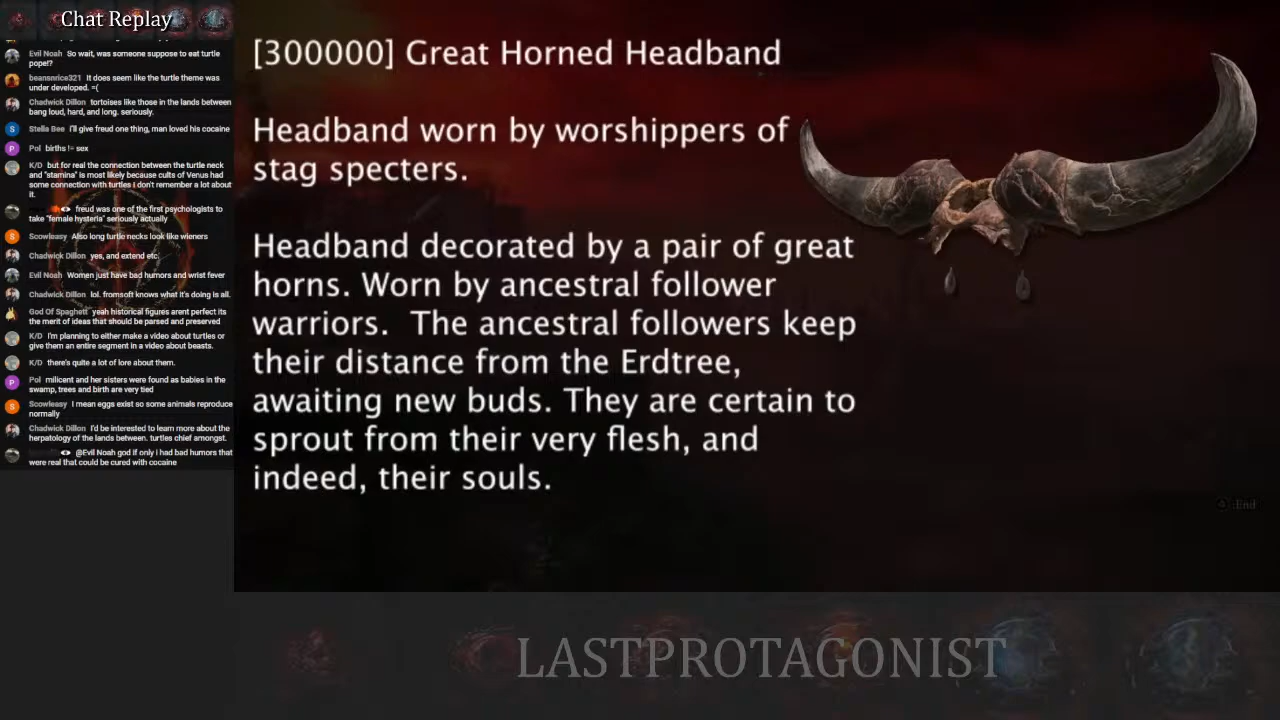 Chat Replay
Evil Noah So wait, was someone suppose to eat turtle
pope!?
beansnrice321 It does seem like the turtle theme was
under developed. =(
Chadwick Dillon tortoises like those in the lands between
bang loud, hard, and long. seriously.
S Stella Bee I'll give freud one thing, man loved his cocaine
P Pol births != sex
K/D but for real the connection between the turtle neck
and "stamina" is most likely because cults of Venus had
some connection with turtles I don't remember a lot about
it.
freud was one of the first psychologists to
take "female hysteria" seriously actually
S Scowleasy Also long turtle necks look like wieners
Chadwick Dillon yes, and extend etc.
Evil Noah Women just have bad humors and wrist fever
Chadwick Dillon lol. fromsoft knows what it's doing is all.
God Of Spaghett yeah historical figures arent perfect its
the merit of ideas that should be parsed and preserved
K/D I'm planning to either make a video about turtles or
give them an entire segment in a video about beasts.
K/D there's quite a lot of lore about them.
P Pol milicent and her sisters were found as babies in the
swamp, trees and birth are very tied
S Scowleasy I mean eggs exist so some animals reproduce
normally
Chadwick Dillon I'd be interested to learn more about the
herpatology of the lands between. turtles chief amongst.
@Evil Noah god if only i had bad humors that
were real that could be cured with cocaine
[300000] Great Horned Headband
Headband worn by worshippers of
stag specters.
Headband decorated by a pair of great
horns. Worn by ancestral follower
warriors. The ancestral followers keep
their distance from the Erdtree,
awaiting new buds. They are certain to
sprout from their very flesh, and
indeed, their souls.
:End
LASTPROTAGONIST